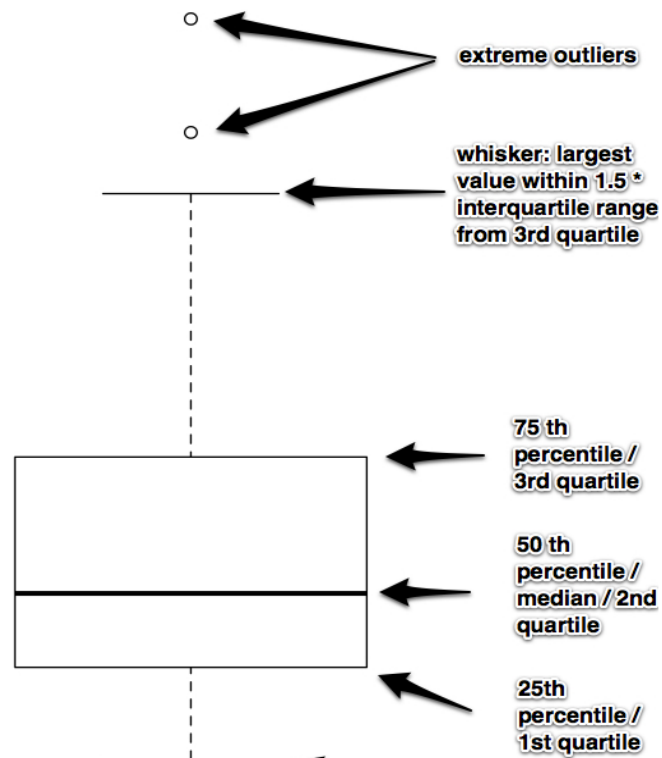 extreme outliers
whisker: largest
value within 1.5 *
interquartile range
from 3rd quartile
75 th
percentile /
3rd quartile
50 th
percentile /
median / 2nd
quartile
25th
percentile /
1st quartile